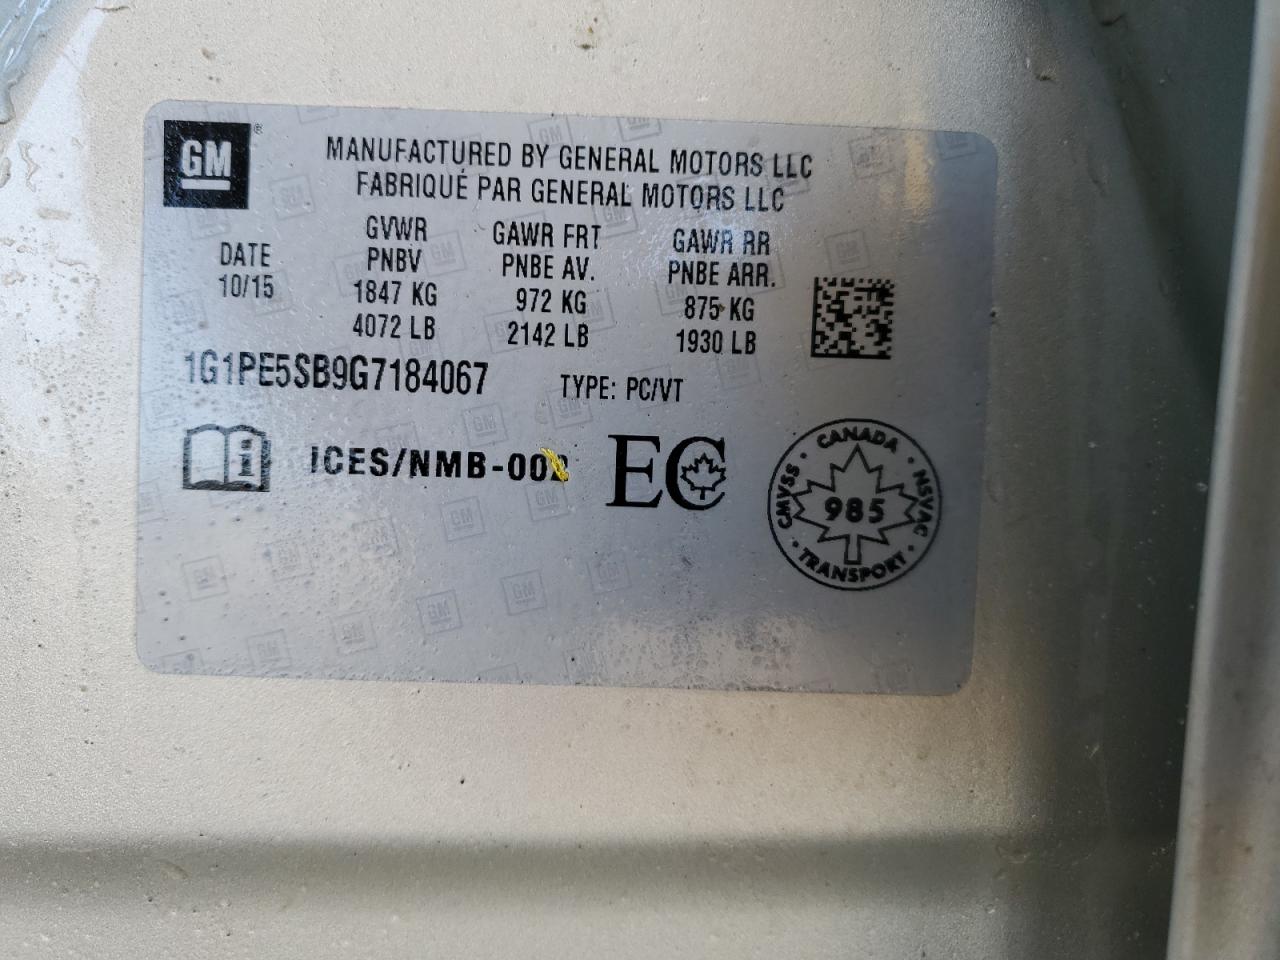 GM
MANUFACTURED BY GENERAL MOTORS LLC
FABRIQUÉ PAR GENERAL MOTORS LLC
DATE
10/15
GVWR
PNBV
1847 KG
4072 LB
GAWR FRT
PNBE AV.
972 KG
2142 LB
GAWR RR
PNBE ARR.
875 KG
1930 LB
1G1PE5SB9G7184067 TYPE: PC/VT
i ICES/NMB-002 EC
CANADA
CMVSS 985 NSVAC
TRANSPORT